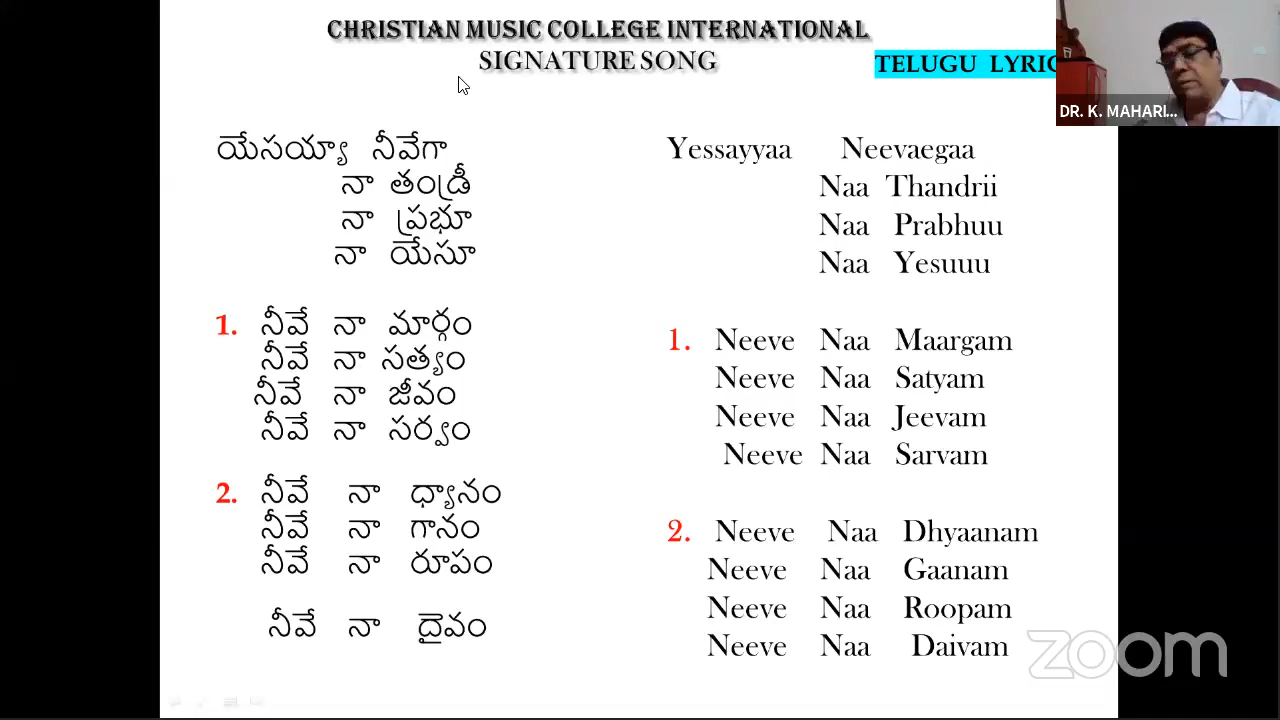 CHRISTIAN MUSIC COLLEGE INTERNATIONAL
SIGNATURE SONG
TELUGU LYRIC
DR. K. MAHARI...
యేసయ్యా నీవేగా
నా తండ్రీ
నా ప్రభూ
నా యేసూ
1. నీవే నా మార్గం
నీవే నా సత్యం
నీవే నా జీవం
నీవే నా సర్వం
2. నీవే నా ధ్యానం
నీవే నా గానం
నీవే నా రూపం
నీవే నా దైవం
Yessayyaa Neevaegaa
Naa Thandrii
Naa Prabhuu
Naa Yesuuu
1. Neeve Naa Maargam
Neeve Naa Satyam
Neeve Naa Jeevam
Neeve Naa Sarvam
2. Neeve Naa Dhyaanam
Neeve Naa Gaanam
Neeve Naa Roopam
Neeve Naa Daivam
zoom